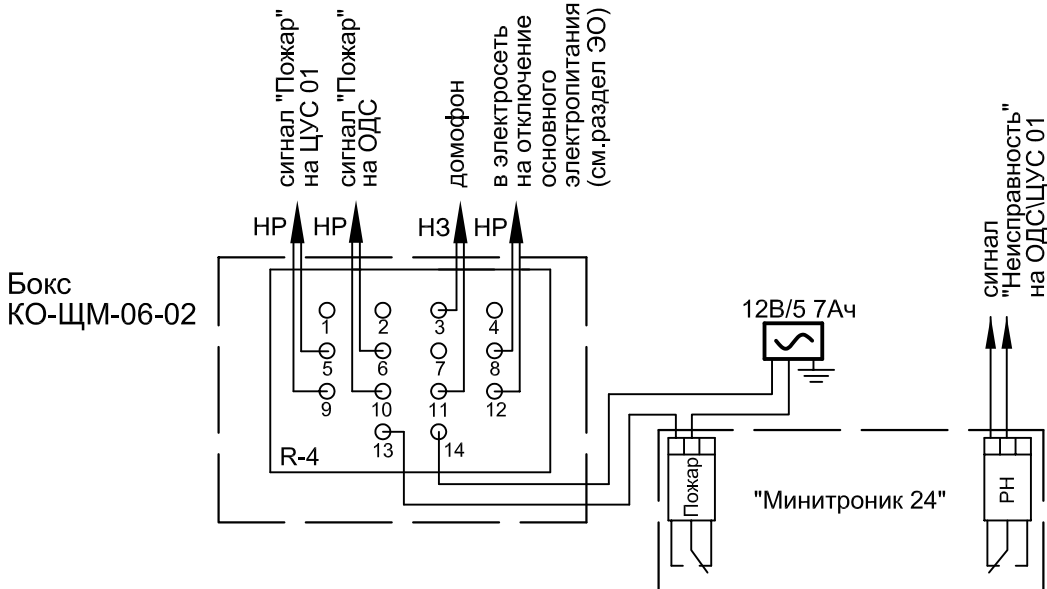 сигнал "Пожар"
на ЦУС 01
сигнал "Пожар"
на ОДС
домофон
в электросеть
на отключение
основного
электропитания
(см.раздел ЭО)
сигнал
"Неисправность"
на ОДС\ЦУС 01
НР
НР
НЗ
НР
Бокс
КО-ЩМ-06-02
1
2
3
4
5
6
7
8
9
10
11
12
13
14
R-4
12В/5 7Ач
Пожар
"Минитроник 24"
РН